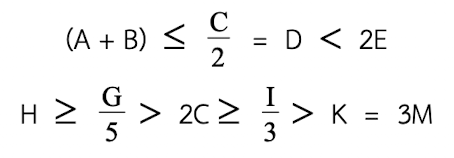 (A + B) ≤ C/2 = D < 2E
H ≥ G/5 > 2C ≥ I/3 > K = 3M